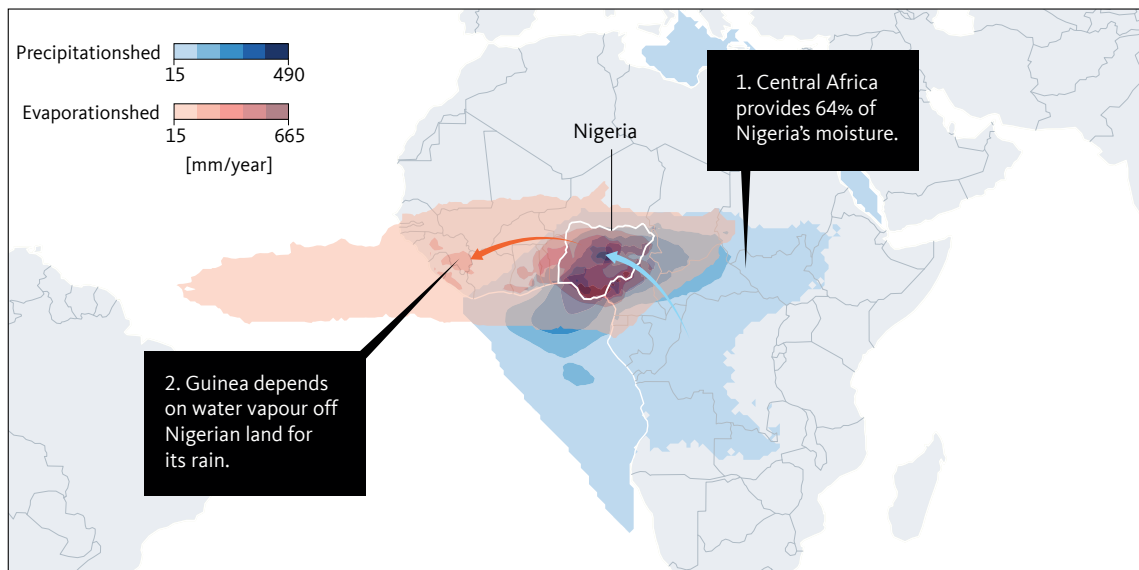 Precipitationshed
15 490
Evaporationshed
15 665
[mm/year]
Nigeria
1. Central Africa
provides 64% of
Nigeria’s moisture.
2. Guinea depends
on water vapour off
Nigerian land for
its rain.